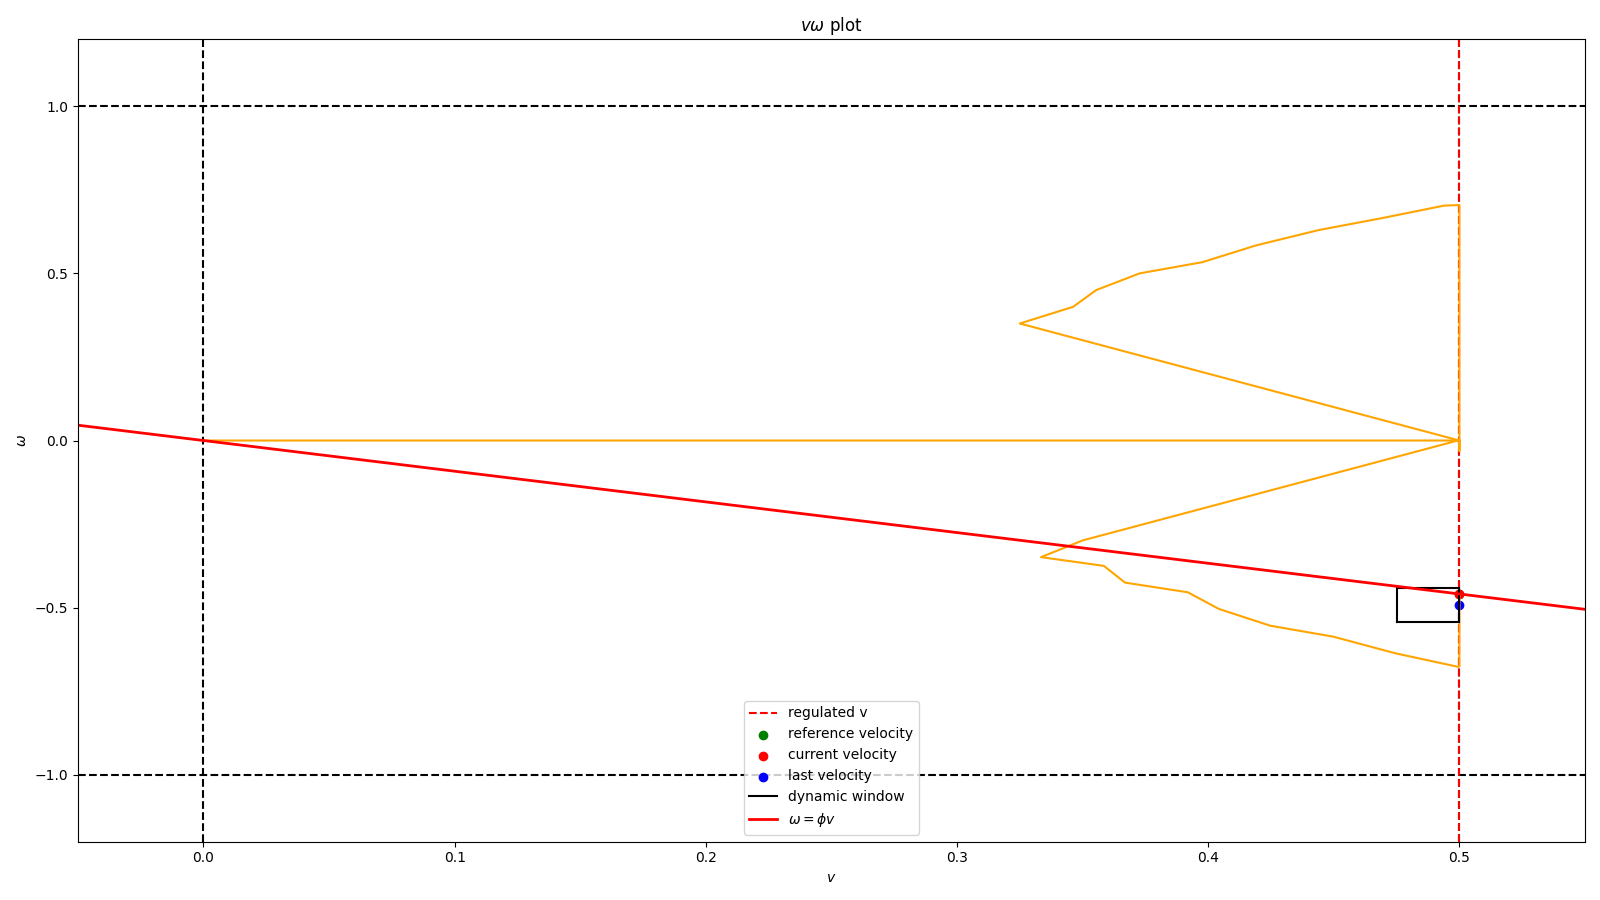 vω plot
1.0
0.5
0.0
−0.5
−1.0
ω
0.0 0.1 0.2 0.3 0.4 0.5
v
regulated v
reference velocity
current velocity
last velocity
dynamic window
ω = ϕv